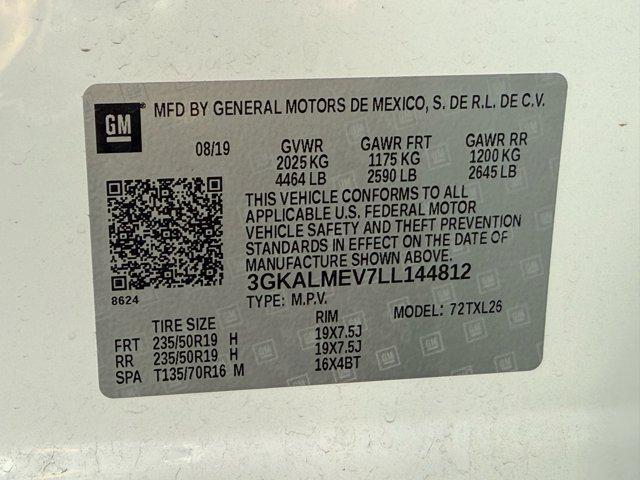 GM
MFD BY GENERAL MOTORS DE MEXICO, S. DE R.L. DE C.V.
08/19 GVWR GAWR FRT GAWR RR
2025 KG 1175 KG 1200 KG
4464 LB 2590 LB 2645 LB
THIS VEHICLE CONFORMS TO ALL
APPLICABLE U.S. FEDERAL MOTOR
VEHICLE SAFETY AND THEFT PREVENTION
STANDARDS IN EFFECT ON THE DATE OF
MANUFACTURE SHOWN ABOVE.
8624
3GKALMEV7LL144812
TYPE: M.P.V. MODEL: 72TXL26
TIRE SIZE RIM
FRT 235/50R19 H 19X7.5J
RR 235/50R19 H 19X7.5J
SPA T135/70R16 M 16X4BT